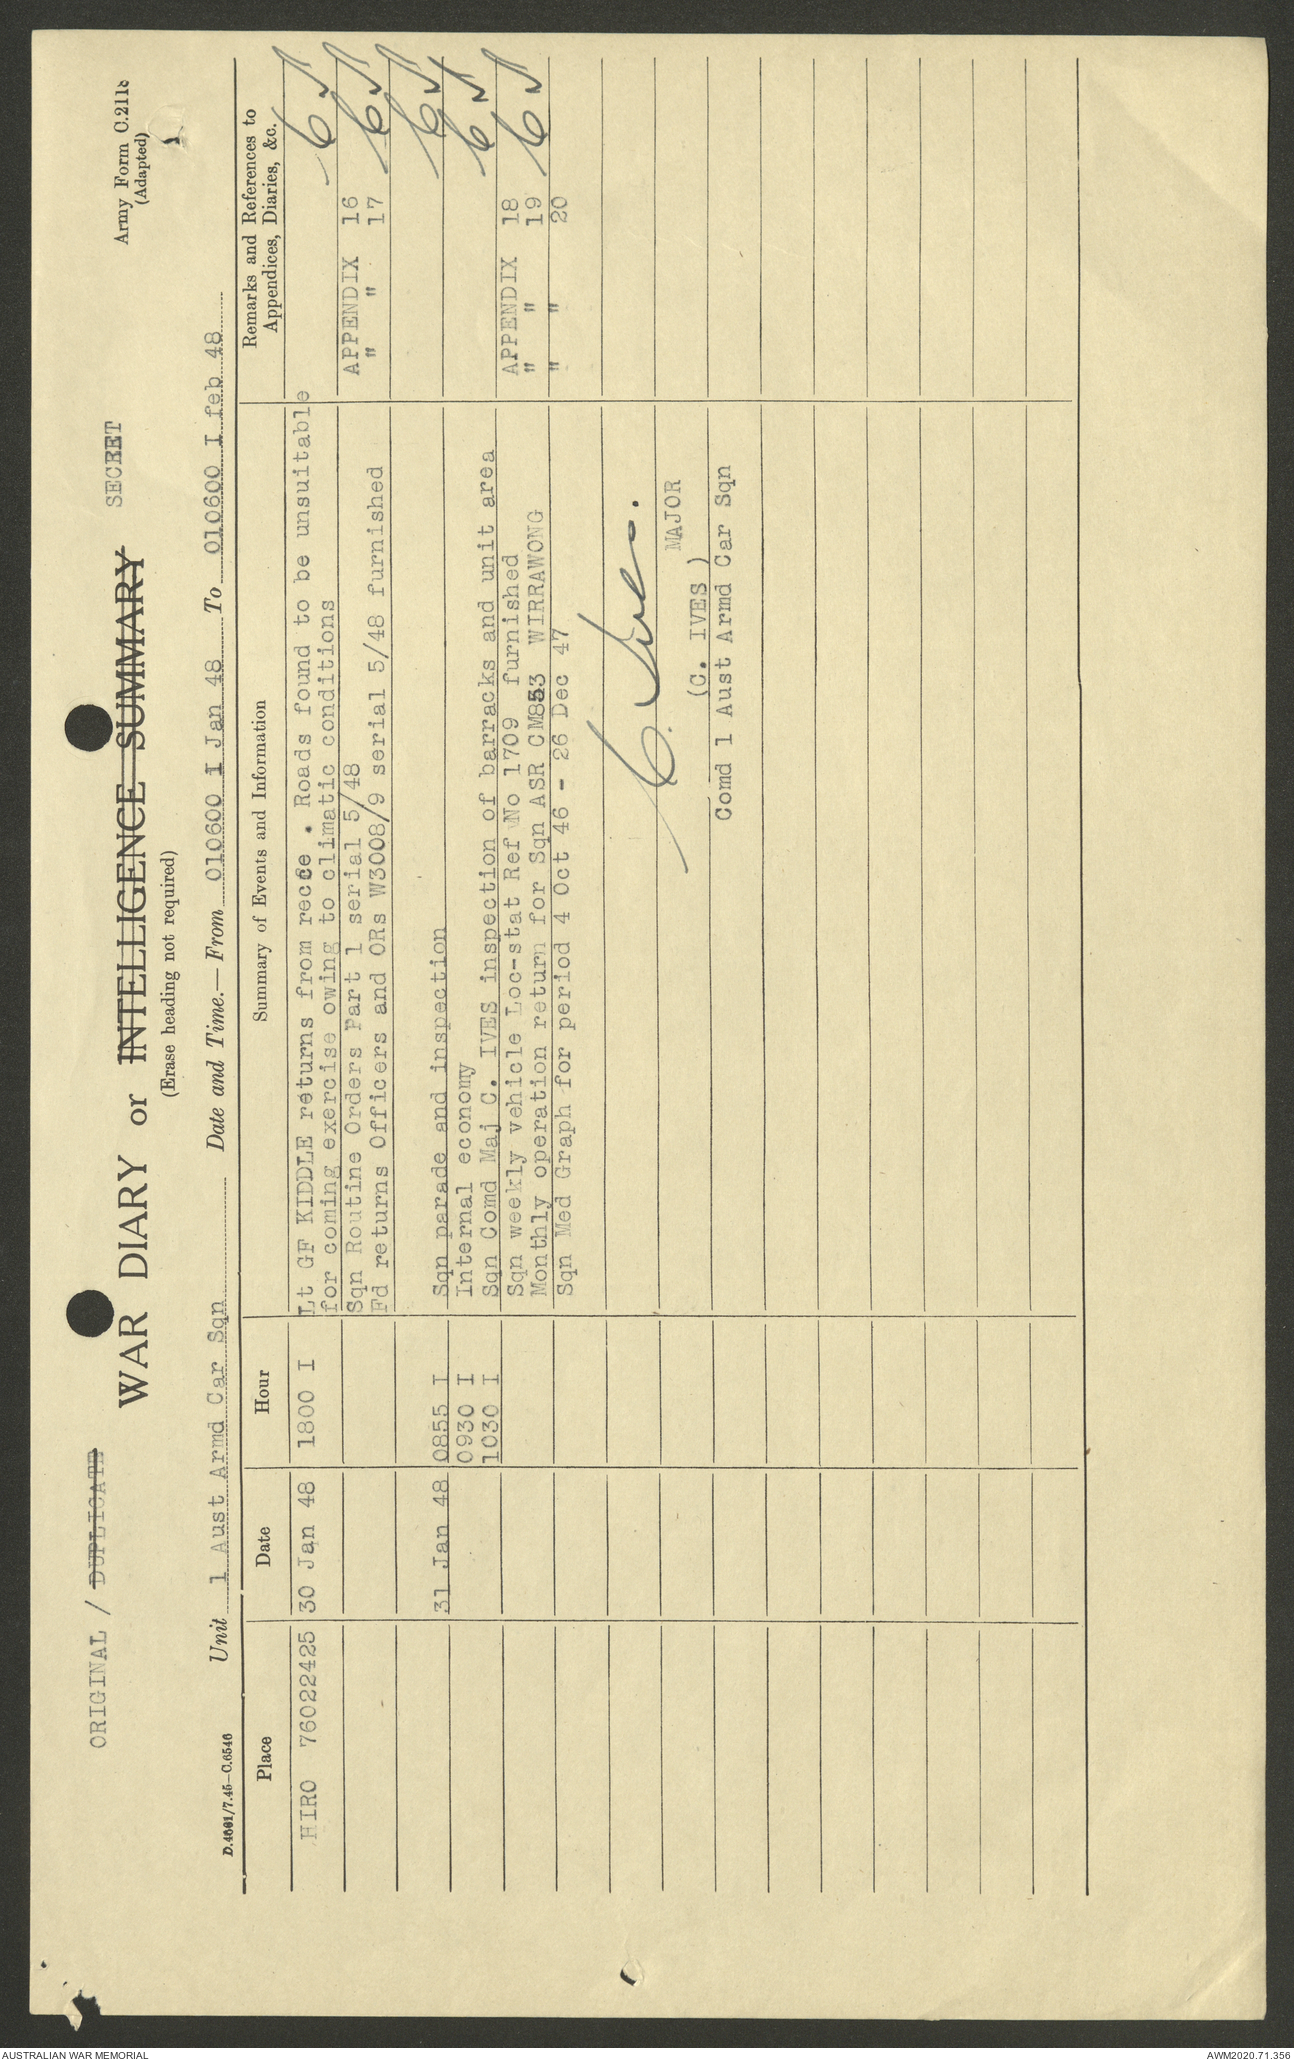 ORIGINAL / DUPLICATE
SECRET
Army Form C.2118
(Adapted)
WAR DIARY or INTELLIGENCE SUMMARY
(Erase heading not required)
D.4661/7.45—C.6546
Unit 1 Aust Armd Car Sqn Date and Time.—From 010600 I Jan 48 To 010600 I feb 48
Place Date Hour Summary of Events and Information Remarks and References to Appendices, Diaries, &c.
HIRO 76022425 30 Jan 48 1800 I Lt GF KIDDLE returns from recce . Roads found to be unsuitable CI
for coming exercise owing to climatic conditions
Sqn Routine Orders Part 1 serial 5/48 APPENDIX 16 CI
Fd returns Officers and ORs W3008/9 serial 5/48 furnished " " 17
CI
31 Jan 48 0855 I Sqn parade and inspection
0930 I Internal economy CI
1030 I Sqn Comd Maj C. IVES inspection of barracks and unit area
Sqn weekly vehicle Loc-stat Ref No 1709 furnished APPENDIX 18
Monthly operation return for Sqn ASR CM853 WIRRAWONG " " 19 CI
Sqn Med Graph for period 4 Oct 46 - 26 Dec 47 " " 20
C. Ives.
MAJOR
(C. IVES )
Comd 1 Aust Armd Car Sqn
AUSTRALIAN WAR MEMORIAL
AWM2020.71.356